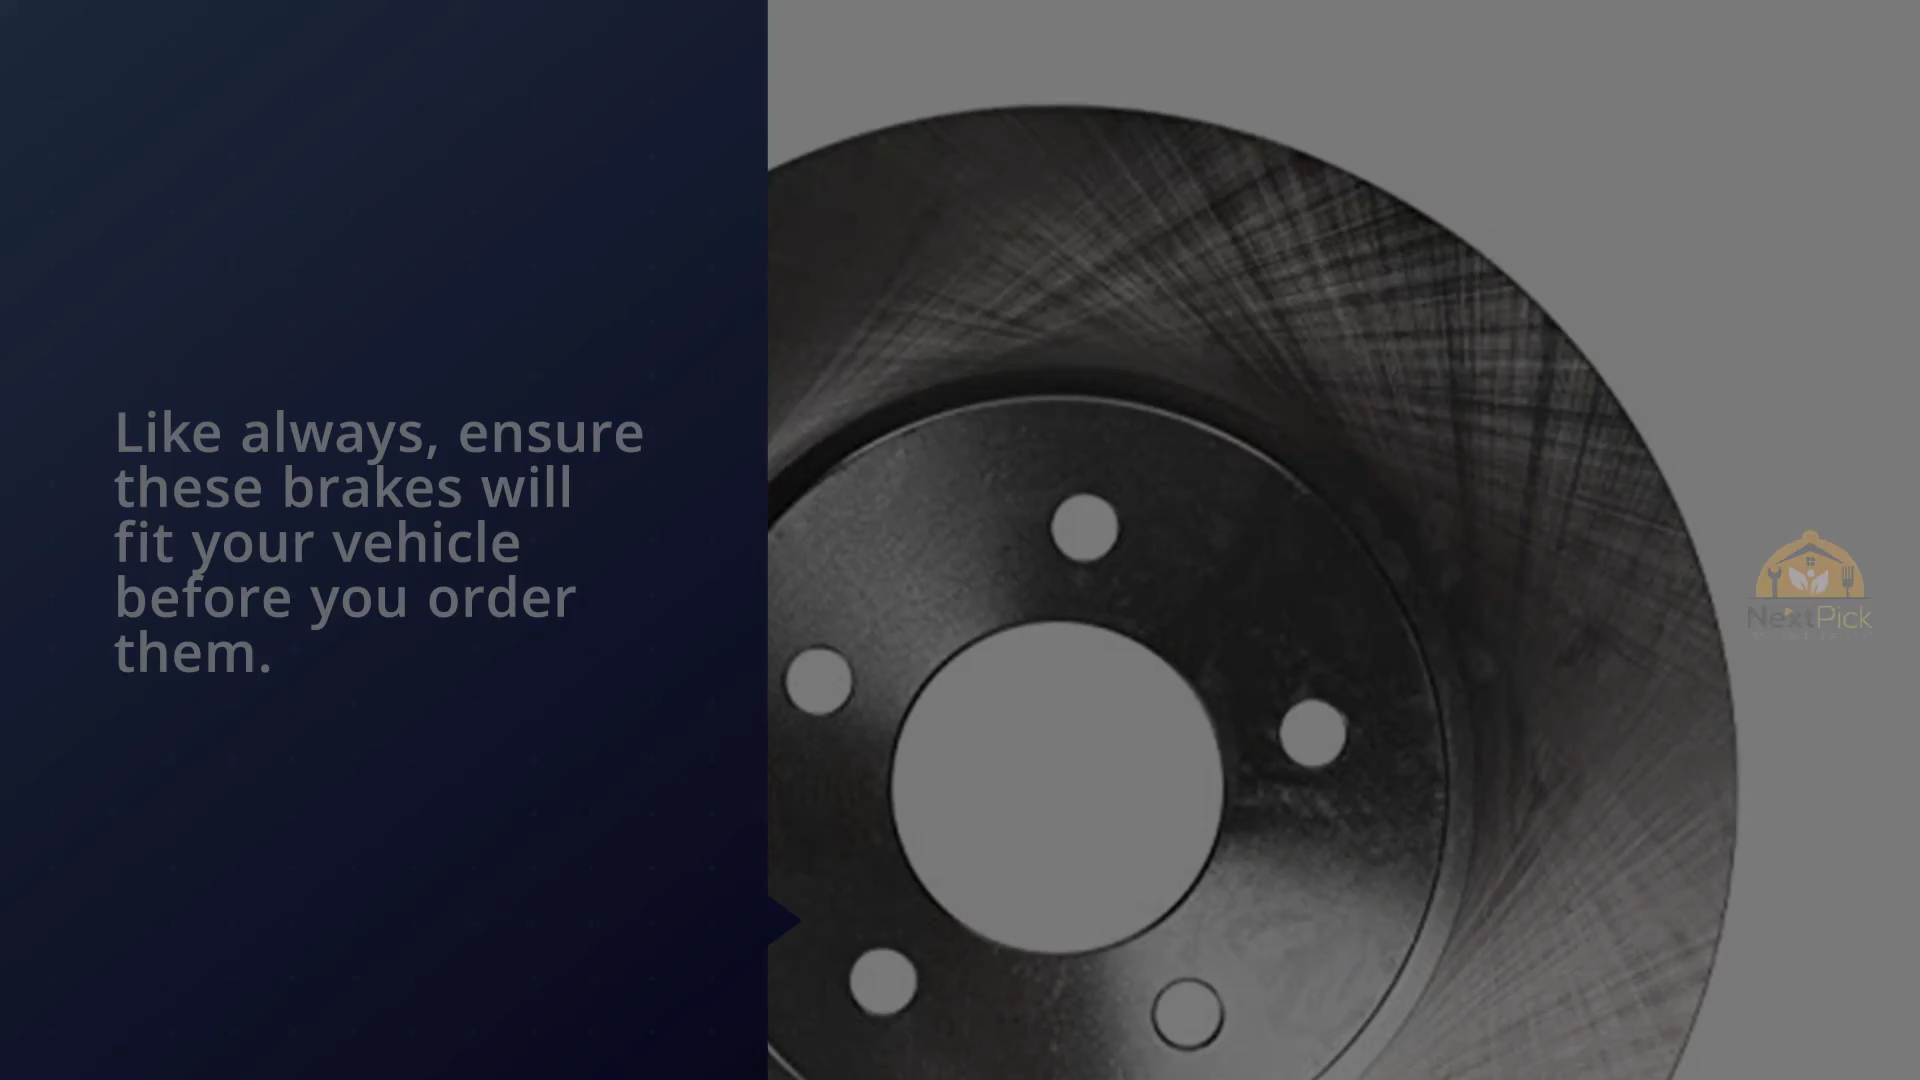 Like always, ensure
these brakes will
fit your vehicle
before you order
them.
NextPick